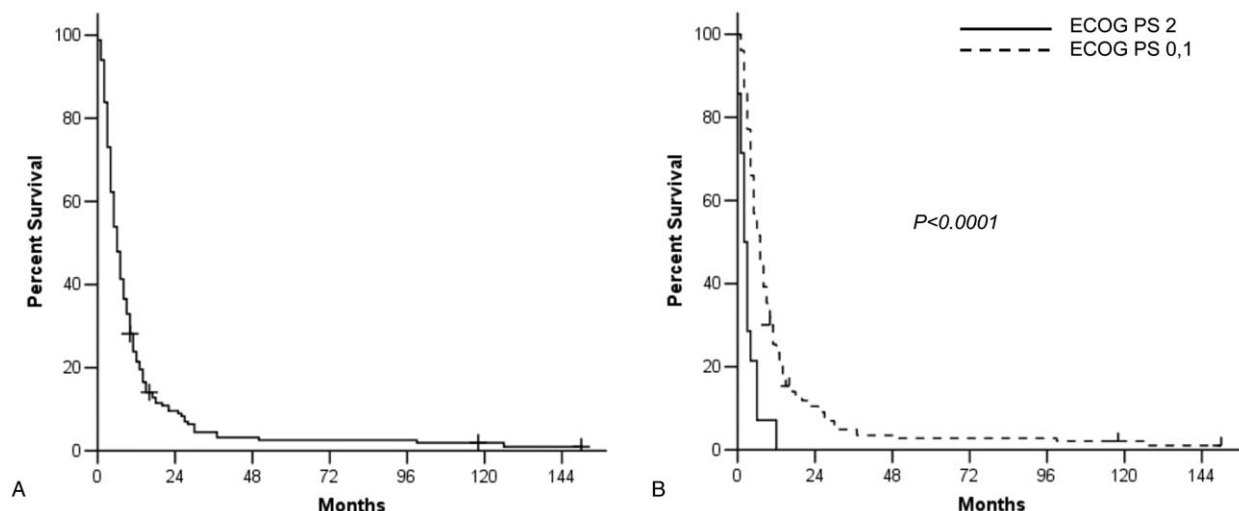 100
80
60
40
20
0
Percent Survival
0 24 48 72 96 120 144
Months
A
ECOG PS 2
ECOG PS 0,1
P<0.0001
100
80
60
40
20
0
Percent Survival
0 24 48 72 96 120 144
Months
B